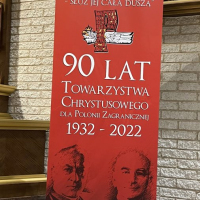 - SŁUŻ JEJ CAŁĄ DUSZĄ
90 LAT
TOWARZYSTWA
CHRYSTUSOWEGO
DLA POLONII ZAGRANICZNEJ
1932 - 2022